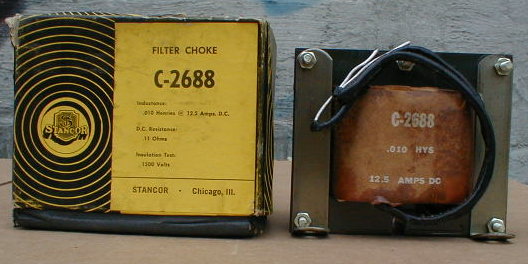 FILTER CHOKE
C-2688
Inductance:
.010 Henries @ 12.5 Amps. D.C.
D.C. Resistance:
.11 Ohms
Insulation Test:
1500 Volts
STANCOR · Chicago, Ill.
STANCOR
C-2688
.010 HYS
12.5 AMPS DC